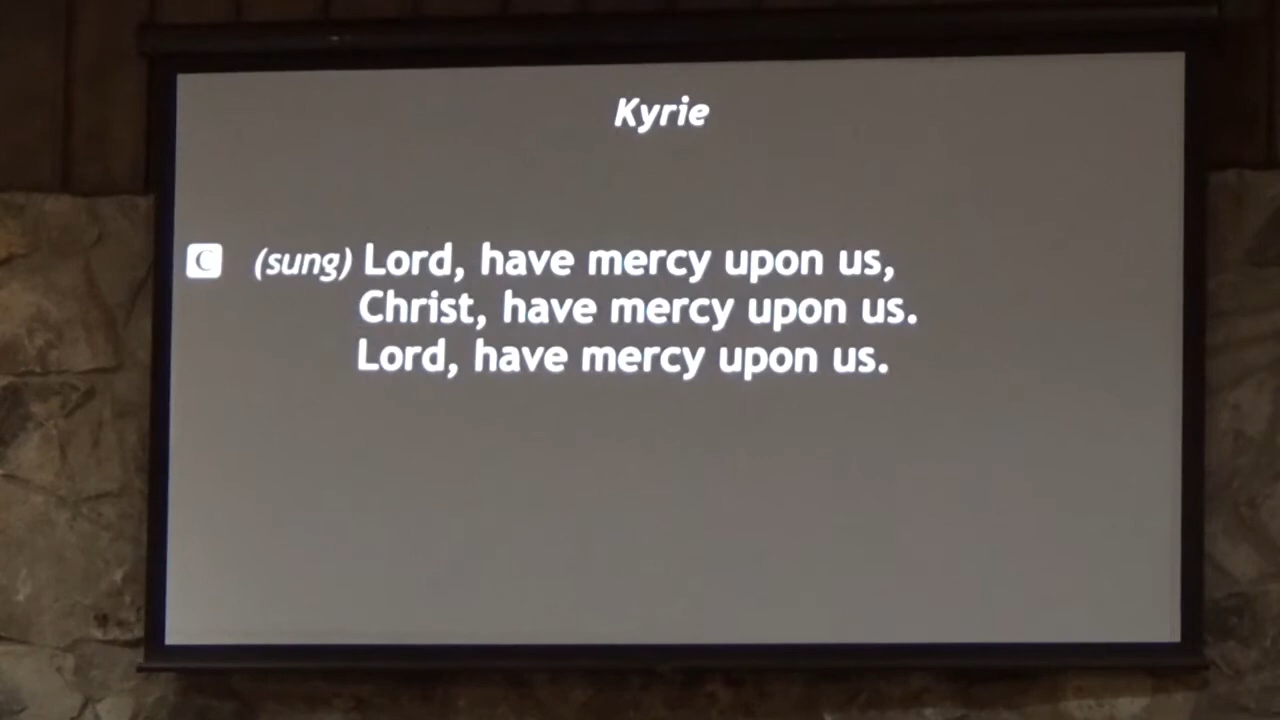 Kyrie
C (sung) Lord, have mercy upon us,
Christ, have mercy upon us.
Lord, have mercy upon us.